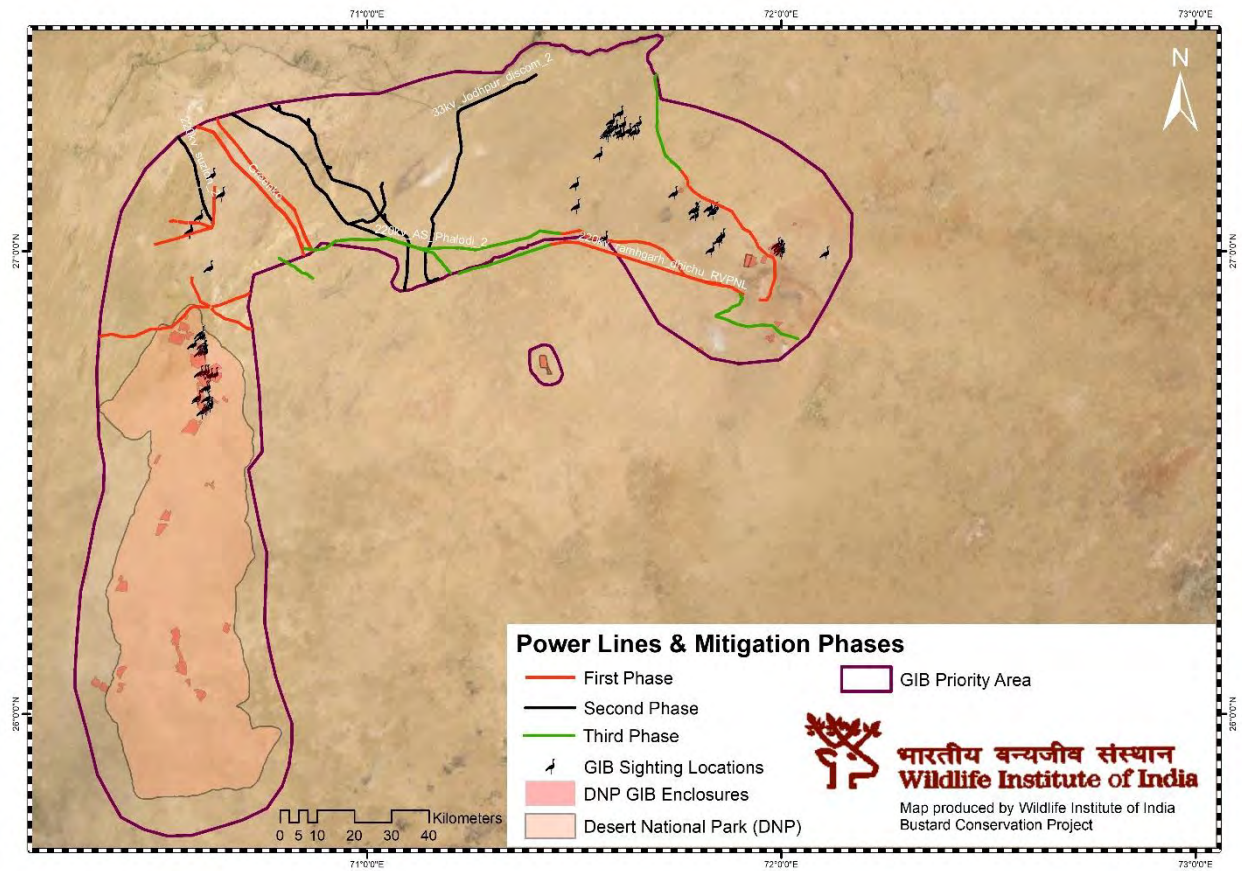 71°0'0"E
72°0'0"E
73°0'0"E
N
33kv_Jodhpur_discom_2
220kv_AS_Phalodi_2
220kv_ramhgarh_dhichu_RVPNL
27°0'0"N
27°0'0"N
26°0'0"N
26°0'0"N
Power Lines & Mitigation Phases
First Phase
Second Phase
Third Phase
GIB Sighting Locations
DNP GIB Enclosures
Desert National Park (DNP)
GIB Priority Area
भारतीय वन्यजीव संस्थान
Wildlife Institute of India
Map produced by Wildlife Institute of India
Bustard Conservation Project
Kilometers
0 5 10 20 30 40
71°0'0"E
72°0'0"E
73°0'0"E